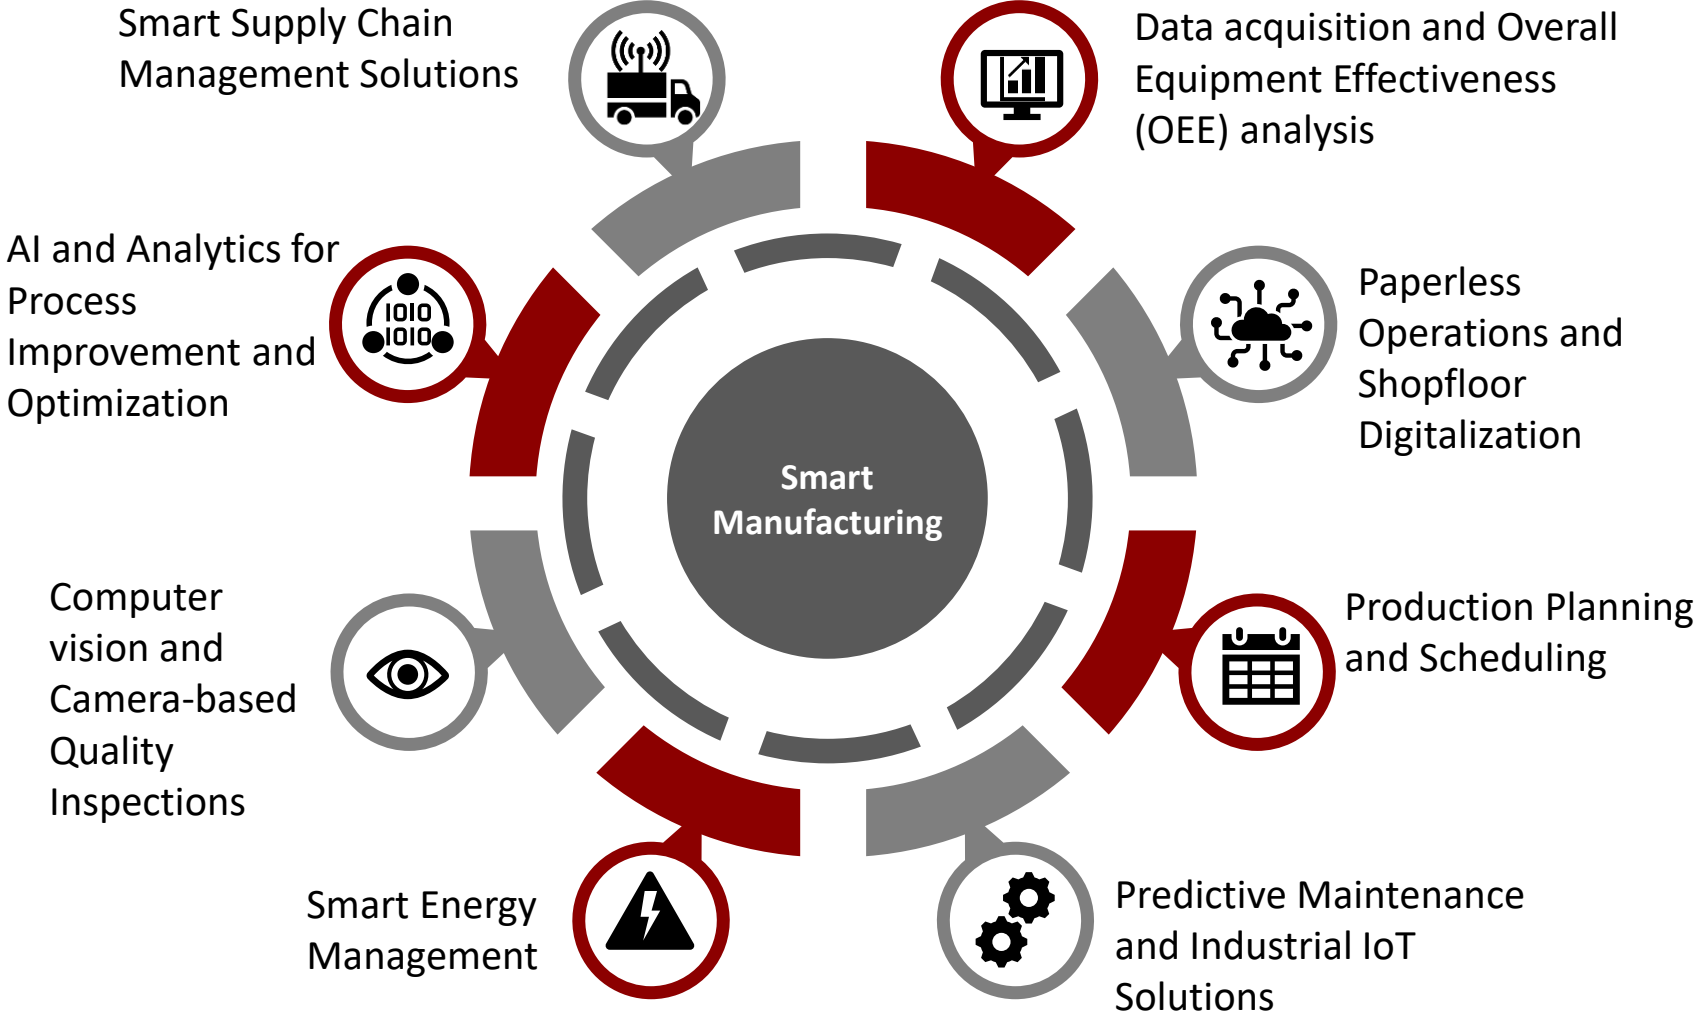 Smart Supply Chain
Management Solutions
Data acquisition and Overall
Equipment Effectiveness
(OEE) analysis
AI and Analytics for
Process
Improvement and
Optimization
1010
1010
Paperless
Operations and
Shopfloor
Digitalization
Smart
Manufacturing
Computer
vision and
Camera-based
Quality
Inspections
Production Planning
and Scheduling
Smart Energy
Management
Predictive Maintenance
and Industrial IoT
Solutions